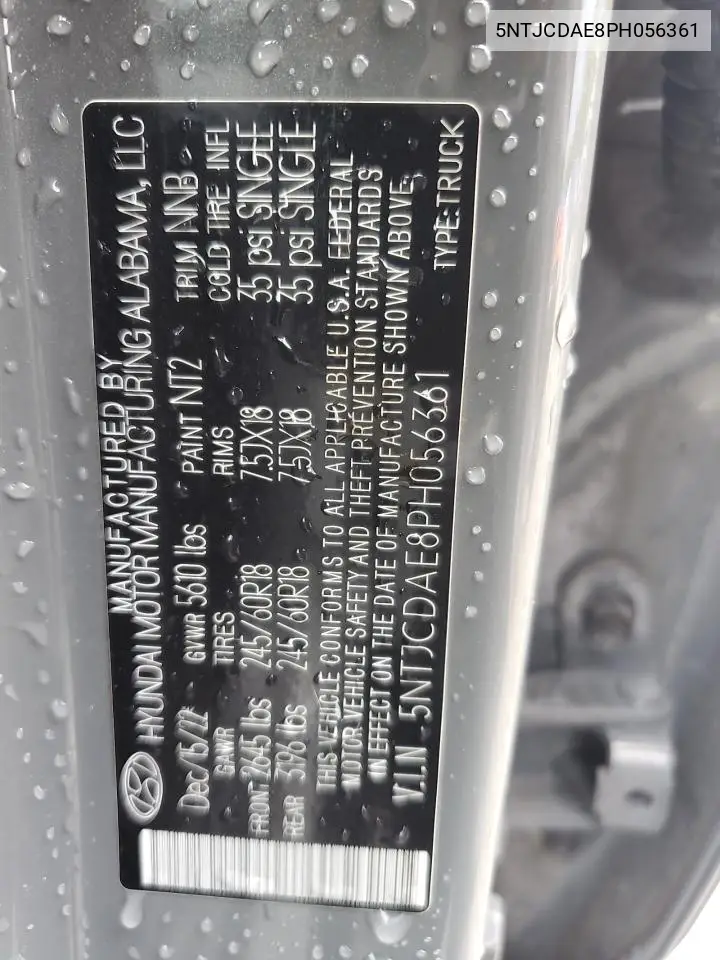 5NTJCDAE8PH056361
MANUFACTURED BY
HYUNDAI MOTOR MANUFACTURING ALABAMA, LLC
Dec/15/22 GVWR 5610 lbs PAINT NT2 TRIM NNB
GAWR TIRES RIMS COLD TIRE INFL
FRONT 2645 lbs 245/60R18 7.5JX18 35 psi SINGLE
REAR 3196 lbs 245/60R18 7.5JX18 35 psi SINGLE
THIS VEHICLE CONFORMS TO ALL APPLICABLE U.S.A. FEDERAL
MOTOR VEHICLE SAFETY AND THEFT PREVENTION STANDARDS
IN EFFECT ON THE DATE OF MANUFACTURE SHOWN ABOVE.
V.I.N 5NTJCDAE8PH056361 TYPE:TRUCK